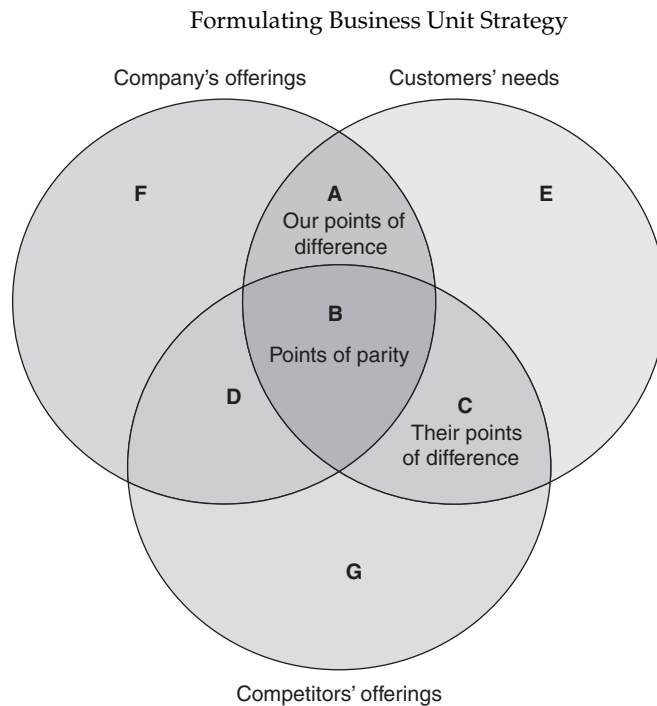 Formulating Business Unit Strategy
Company’s offerings
Customers’ needs
F
A
E
Our points of
difference
B
Points of parity
D
C
Their points
of difference
G
Competitors’ offerings